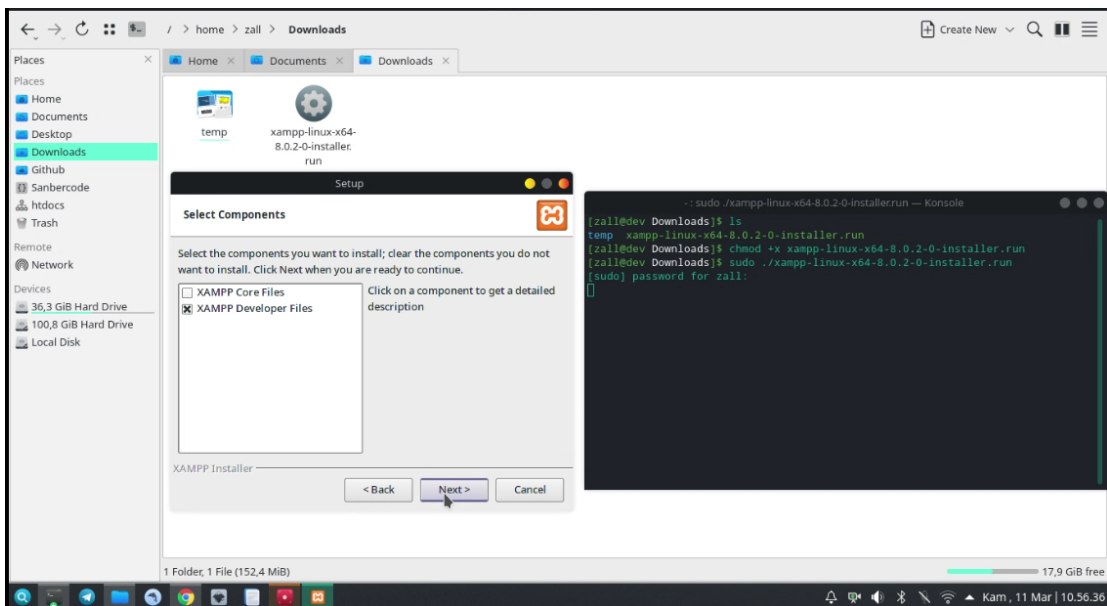 / > home > zall > Downloads
Create New
Places
Home
Documents
Downloads
Places
Home
Documents
Desktop
Downloads
Github
Sanbercode
htdocs
Trash
Remote
Network
Devices
36,3 GiB Hard Drive
100,8 GiB Hard Drive
Local Disk
temp
xampp-linux-x64-
8.0.2-0-installer.
run
Setup
Select Components
Select the components you want to install; clear the components you do not
want to install. Click Next when you are ready to continue.
XAMPP Core Files
XAMPP Developer Files
Click on a component to get a detailed
description
XAMPP Installer
< Back
Next >
Cancel
- : sudo ./xampp-linux-x64-8.0.2-0-installer.run — Konsole
[zall@dev Downloads]$ ls
temp xampp-linux-x64-8.0.2-0-installer.run
[zall@dev Downloads]$ chmod +x xampp-linux-x64-8.0.2-0-installer.run
[zall@dev Downloads]$ sudo ./xampp-linux-x64-8.0.2-0-installer.run
[sudo] password for zall:
1 Folder, 1 File (152,4 MiB)
17,9 GiB free
Kam , 11 Mar | 10.56.36